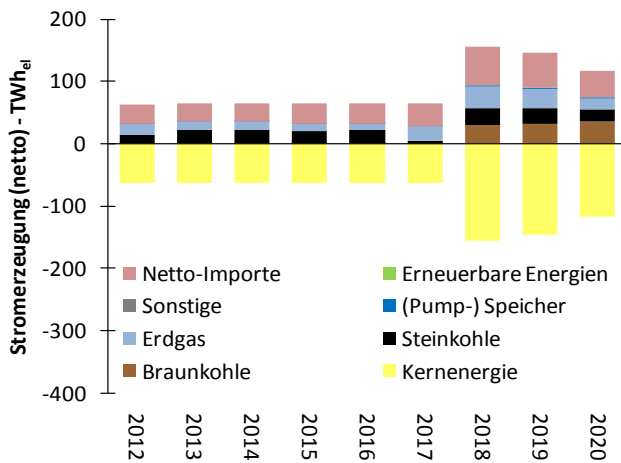 Stromerzeugung (netto) - TWhel
200
100
0
-100
-200
-300
-400
Netto-Importe
Erneuerbare Energien
Sonstige
(Pump-) Speicher
Erdgas
Steinkohle
Braunkohle
Kernenergie
2012
2013
2014
2015
2016
2017
2018
2019
2020